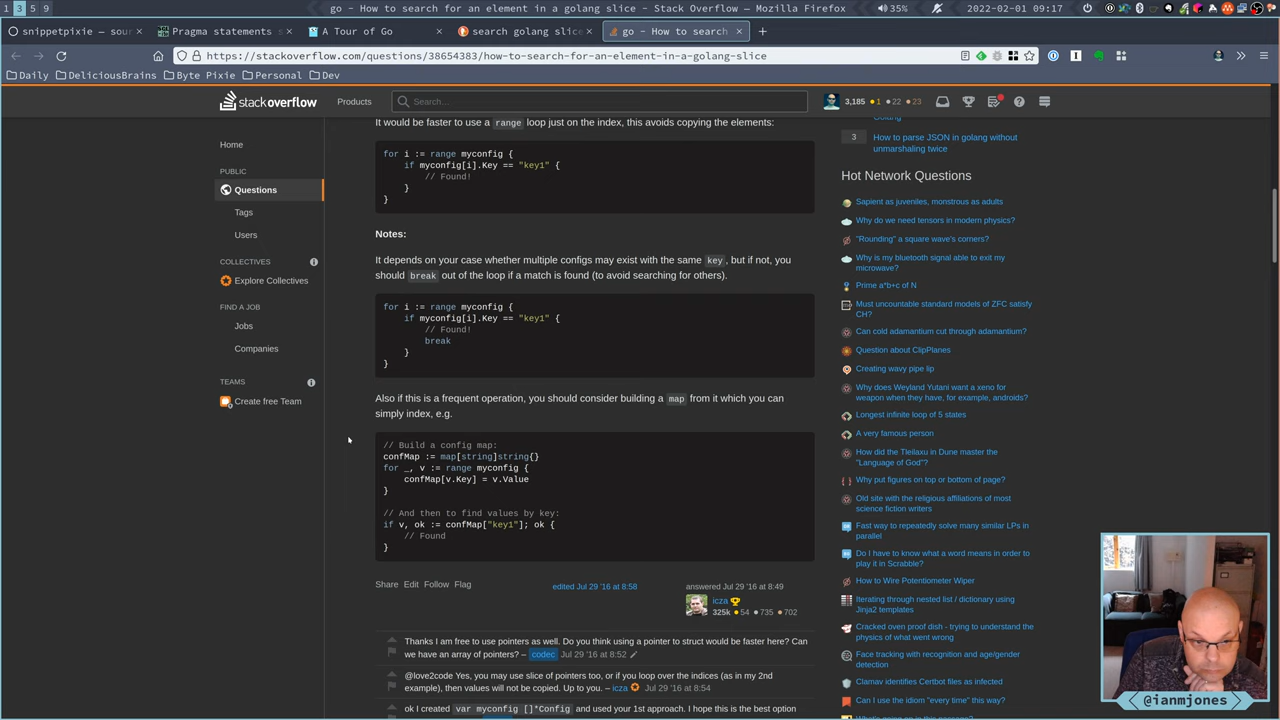 1 3 5 9
go - How to search for an element in a golang slice - Stack Overflow — Mozilla Firefox
35%
2022-02-01 09:17
snippetpixie — sour
Pragma statements s
A Tour of Go
search golang slice
go - How to search
https://stackoverflow.com/questions/38654383/how-to-search-for-an-element-in-a-golang-slice
Daily
DeliciousBrains
Byte Pixie
Personal
Dev
stackoverflow
Products
Search...
3,185 1 22 23
Home
PUBLIC
Questions
Tags
Users
COLLECTIVES
Explore Collectives
FIND A JOB
Jobs
Companies
TEAMS
Create free Team
It would be faster to use a range loop just on the index, this avoids copying the elements:
for i := range myconfig {
if myconfig[i].Key == "key1" {
// Found!
}
}
Notes:
It depends on your case whether multiple configs may exist with the same key, but if not, you
should break out of the loop if a match is found (to avoid searching for others).
for i := range myconfig {
if myconfig[i].Key == "key1" {
// Found!
break
}
}
Also if this is a frequent operation, you should consider building a map from it which you can
simply index, e.g.
// Build a config map:
confMap := map[string]string{}
for _, v := range myconfig {
confMap[v.Key] = v.Value
}
// And then to find values by key:
if v, ok := confMap["key1"]; ok {
// Found
}
Share Edit Follow Flag
edited Jul 29 '16 at 8:58
answered Jul 29 '16 at 8:49
icza
325k 54 735 702
Thanks I am free to use pointers as well. Do you think using a pointer to struct would be faster here? Can
we have an array of pointers? – codec Jul 29 '16 at 8:52
@love2code Yes, you may use slice of pointers too, or if you loop over the indices (as in my 2nd
example), then values will not be copied. Up to you. – icza Jul 29 '16 at 8:54
ok I created var myconfig []*Config and used your 1st approach. I hope this is the best option
Golang
3 How to parse JSON in golang without
unmarshaling twice
Hot Network Questions
Sapient as juveniles, monstrous as adults
Why do we need tensors in modern physics?
"Rounding" a square wave's corners?
Why is my bluetooth signal able to exit my
microwave?
Prime a^b+c of N
Must uncountable standard models of ZFC satisfy
CH?
Can cold adamantium cut through adamantium?
Question about ClipPlanes
Creating wavy pipe lip
Why does Weyland Yutani want a xeno for
weapon when they have, for example, androids?
Longest infinite loop of 5 states
A very famous person
How did the Tleilaxu in Dune master the
"Language of God"?
Why put figures on top or bottom of page?
Old site with the religious affiliations of most
science fiction writers
Fast way to repeatedly solve many similar LPs in
parallel
Do I have to know what a word means in order to
play it in Scrabble?
How to Wire Potentiometer Wiper
Iterating through nested list / dictionary using
Jinja2 templates
Cracked oven proof dish - trying to understand the
physics of what went wrong
Face tracking with recognition and age/gender
detection
Clamav identifies Certbot files as infected
Can I use the idiom "every time" this way?
@ianmjones